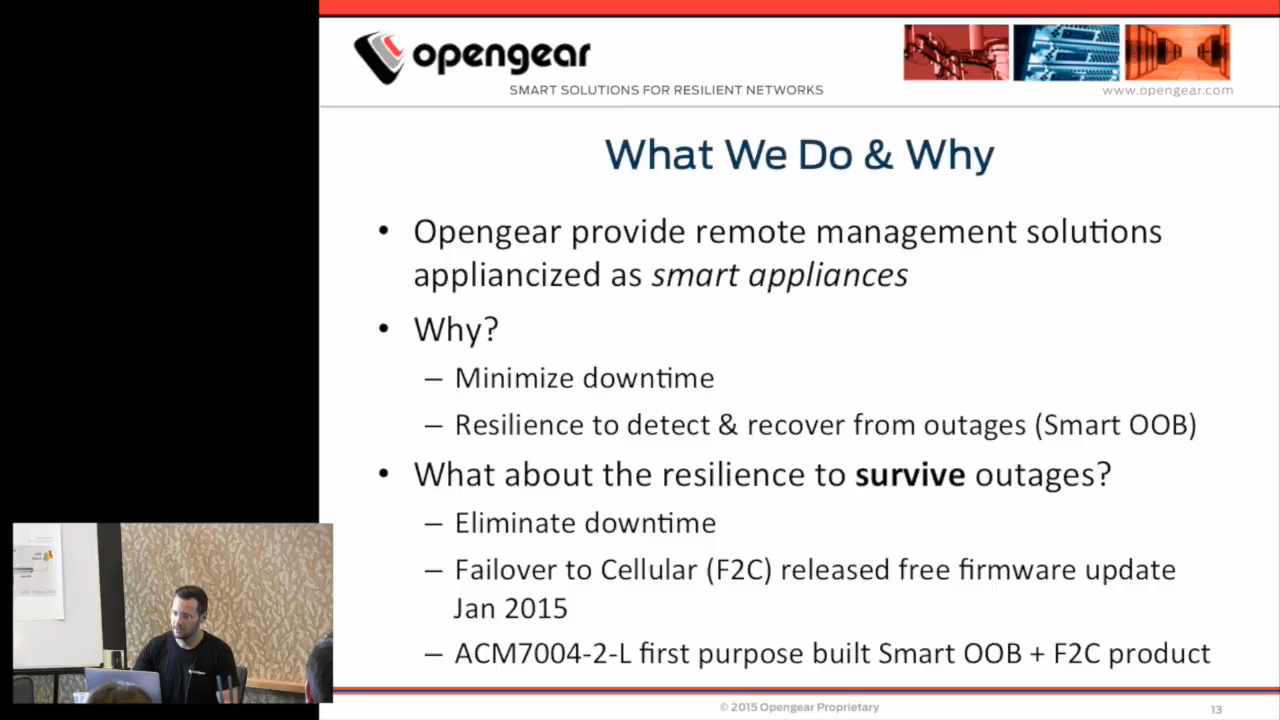 opengear
SMART SOLUTIONS FOR RESILIENT NETWORKS
www.opengear.com
What We Do & Why
• Opengear provide remote management solutions
appliancized as smart appliances
• Why?
– Minimize downtime
– Resilience to detect & recover from outages (Smart OOB)
• What about the resilience to survive outages?
– Eliminate downtime
– Failover to Cellular (F2C) released free firmware update
Jan 2015
– ACM7004-2-L first purpose built Smart OOB + F2C product
© 2015 Opengear Proprietary
13